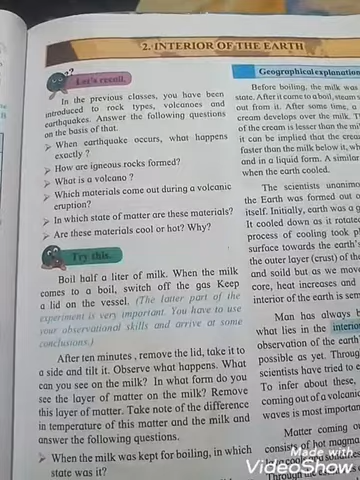 2. INTERIOR OF THE EARTH
Let's recall.
In the previous classes, you have been
introduced to rock types, volcanoes and
earthquakes. Answer the following questions
on the basis of that.
➢ When earthquake occurs, what happens
exactly ?
➢ How are igneous rocks formed?
➢ What is a volcano ?
➢ Which materials come out during a volcanic
eruption?
➢ In which state of matter are these materials?
➢ Are these materials cool or hot? Why?
Try this.
Boil half a liter of milk. When the milk
comes to a boil, switch off the gas Keep
a lid on the vessel. (The latter part of the
experiment is very important. You have to use
your observational skills and arrive at some
conclusions.)
After ten minutes , remove the lid, take it to
a side and tilt it. Observe what happens. What
can you see on the milk? In what form do you
see the layer of matter on the milk? Remove
this layer of matter. Take note of the difference
in temperature of this matter and the milk and
answer the following questions.
➢ When the milk was kept for boiling, in which
state was it?
Geographical explanation
Before boiling, the milk was
state. After it came to a boil, steam
out from it. After some time, a
cream develops over the milk.
of the cream is lesser than the
it can be implied that the cream
faster than the milk below it,
and in a liquid form. A similar
when the earth cooled.
The scientists
the Earth was formed out
itself. Initially, earth was a
It cooled down as it rotated
process of cooling took
surface towards the earth's
the outer layer (crust) of the
and soild but as we move
core, heat increases and
interior of the earth is
Man has always
what lies in the interior
observation of the earth'
possible as yet. Through
scientists have tried to
To infer about these,
coming out of a volcanic
waves is most important
Matter coming
consists of hot
Through the
Made with
VideoShow